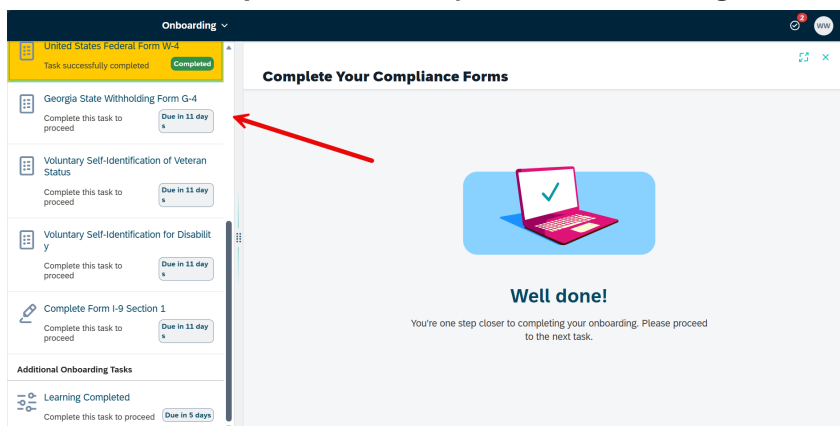 Onboarding
2
WW
United States Federal Form W-4
Task successfully completed
Completed
Georgia State Withholding Form G-4
Complete this task to
proceed
Due in 11 day
s
Voluntary Self-Identification of Veteran
Status
Complete this task to
proceed
Due in 11 day
s
Voluntary Self-Identification for Disabilit
y
Complete this task to
proceed
Due in 11 day
s
Complete Form I-9 Section 1
Complete this task to
proceed
Due in 11 day
s
Additional Onboarding Tasks
Learning Completed
Complete this task to proceed
Due in 5 days
Complete Your Compliance Forms
Well done!
You're one step closer to completing your onboarding. Please proceed
to the next task.